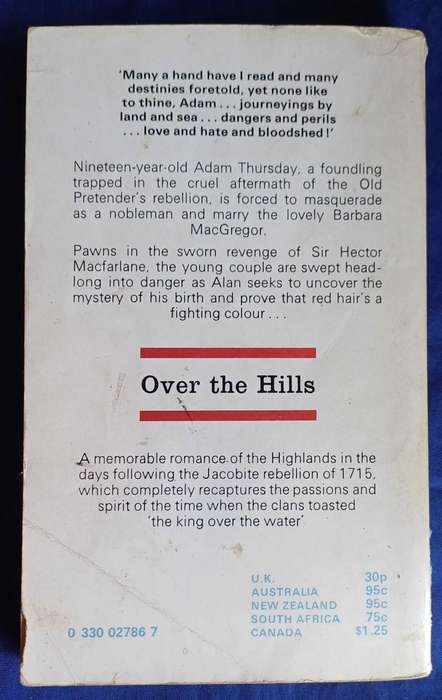 'Many a hand have I read and many
destinies foretold, yet none like
to thine, Adam . . . journeyings by
land and sea . . . dangers and perils
. . . love and hate and bloodshed!'
Nineteen-year-old Adam Thursday, a foundling
trapped in the cruel aftermath of the Old
Pretender's rebellion, is forced to masquerade
as a nobleman and marry the lovely Barbara
MacGregor.
Pawns in the sworn revenge of Sir Hector
Macfarlane, the young couple are swept head-
long into danger as Alan seeks to uncover the
mystery of his birth and prove that red hair's a
fighting colour . . .
Over the Hills
A memorable romance of the Highlands in the
days following the Jacobite rebellion of 1715,
which completely recaptures the passions and
spirit of the time when the clans toasted
'the king over the water'
U.K. 30p
AUSTRALIA 95c
NEW ZEALAND 95c
SOUTH AFRICA 75c
CANADA $1.25
0 330 02786 7